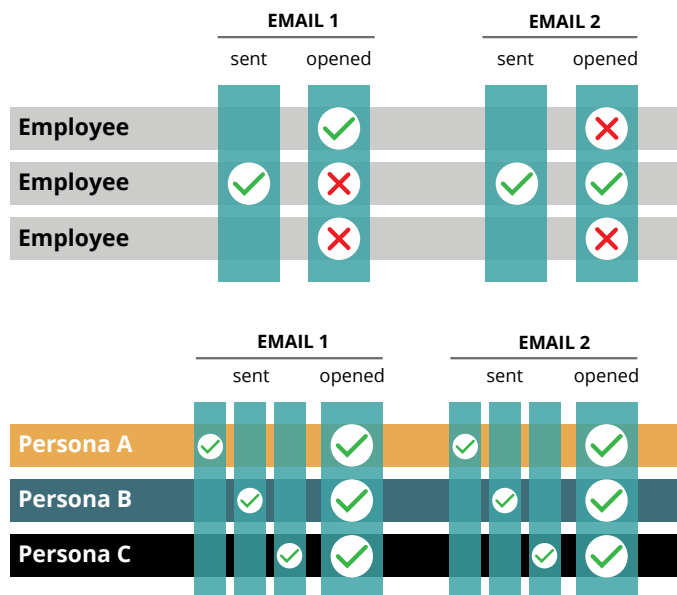 EMAIL 1 EMAIL 2
sent opened sent opened
Employee
Employee
Employee
EMAIL 1 EMAIL 2
sent opened sent opened
Persona A
Persona B
Persona C